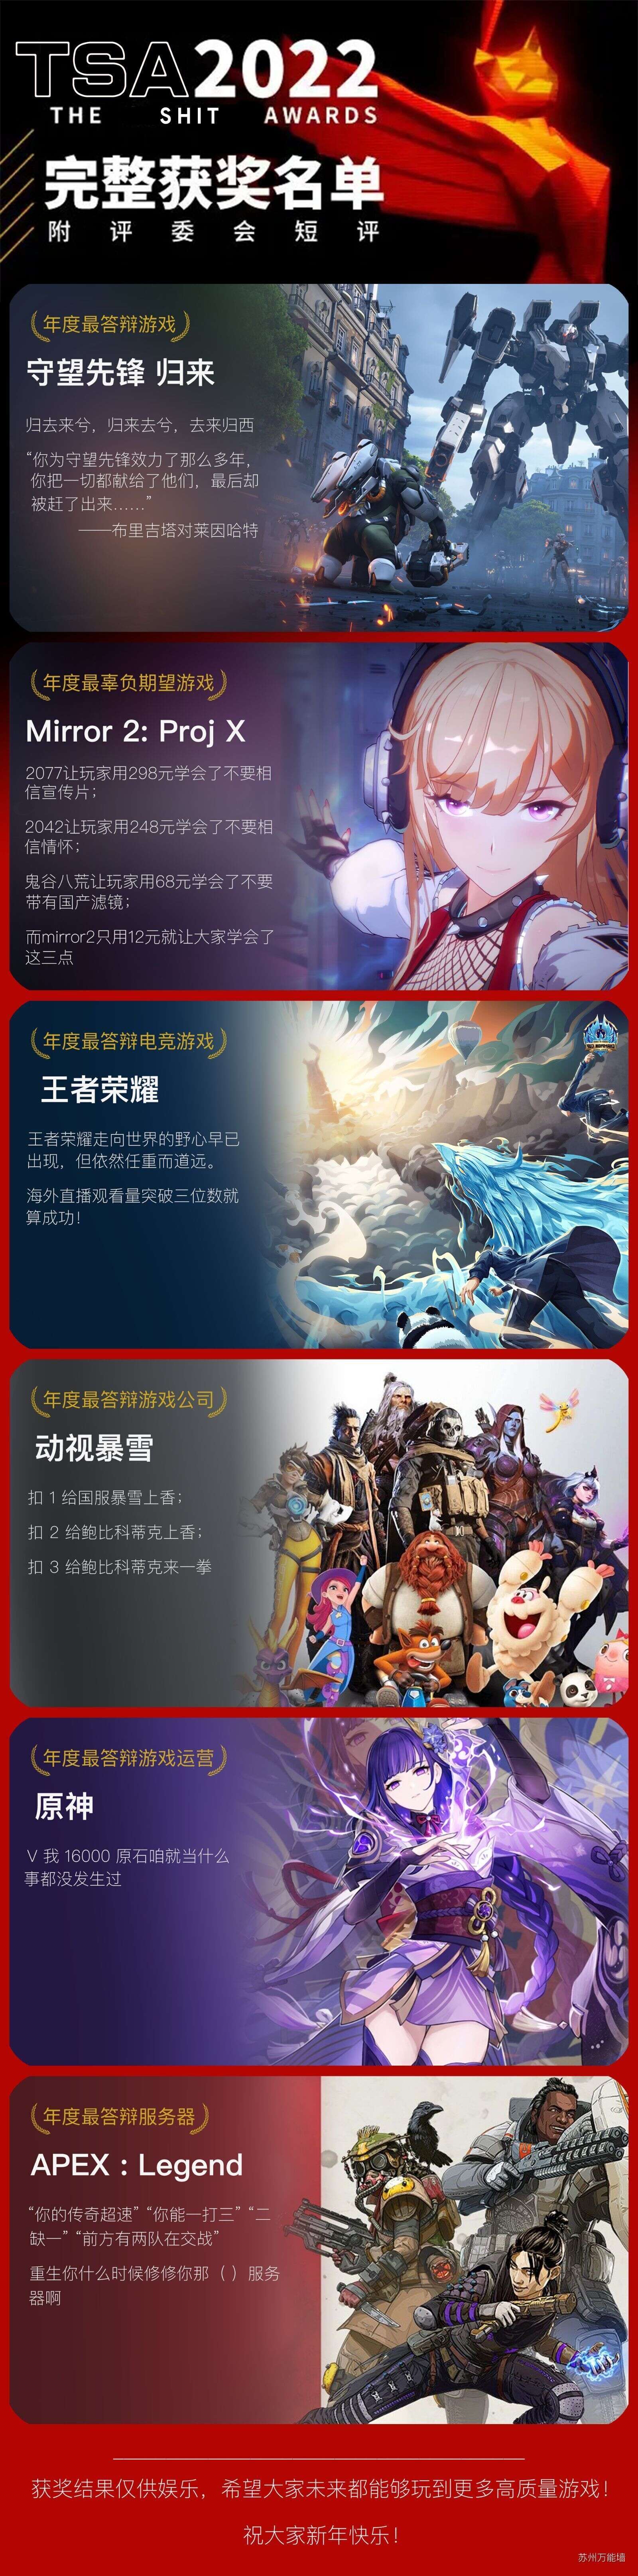 TSA2022
THE SHIT AWARDS
完整获奖名单
附评委会短评
年度最答辩游戏
守望先锋 归来
归去来兮，归来去兮，去来归西
“你为守望先锋效力了那么多年，
你把一切都献给了他们，最后却
被赶了出来……”
——布里吉塔对莱因哈特
年度最辜负期望游戏
Mirror 2: Proj X
2077让玩家用298元学会了不要相
信宣传片；
2042让玩家用248元学会了不要相
信情怀；
鬼谷八荒让玩家用68元学会了不要
带有国产滤镜；
而mirror2只用12元就让大家学会了
这三点
年度最答辩电竞游戏
王者荣耀
王者荣耀走向世界的野心早已
出现，但依然任重而道远。
海外直播观看量突破三位数就
算成功！
年度最答辩游戏公司
动视暴雪
扣 1 给国服暴雪上香；
扣 2 给鲍比科蒂克上香；
扣 3 给鲍比科蒂克来一拳
年度最答辩游戏运营
原神
V 我 16000 原石咱就当什么
事都没发生过
年度最答辩服务器
APEX : Legend
“你的传奇超速” “你能一打三” “二
缺一” “前方有两队在交战”
重生你什么时候修修你那（ ）服务
器啊
获奖结果仅供娱乐，希望大家未来都能够玩到更多高质量游戏！
祝大家新年快乐！
苏州万能墙